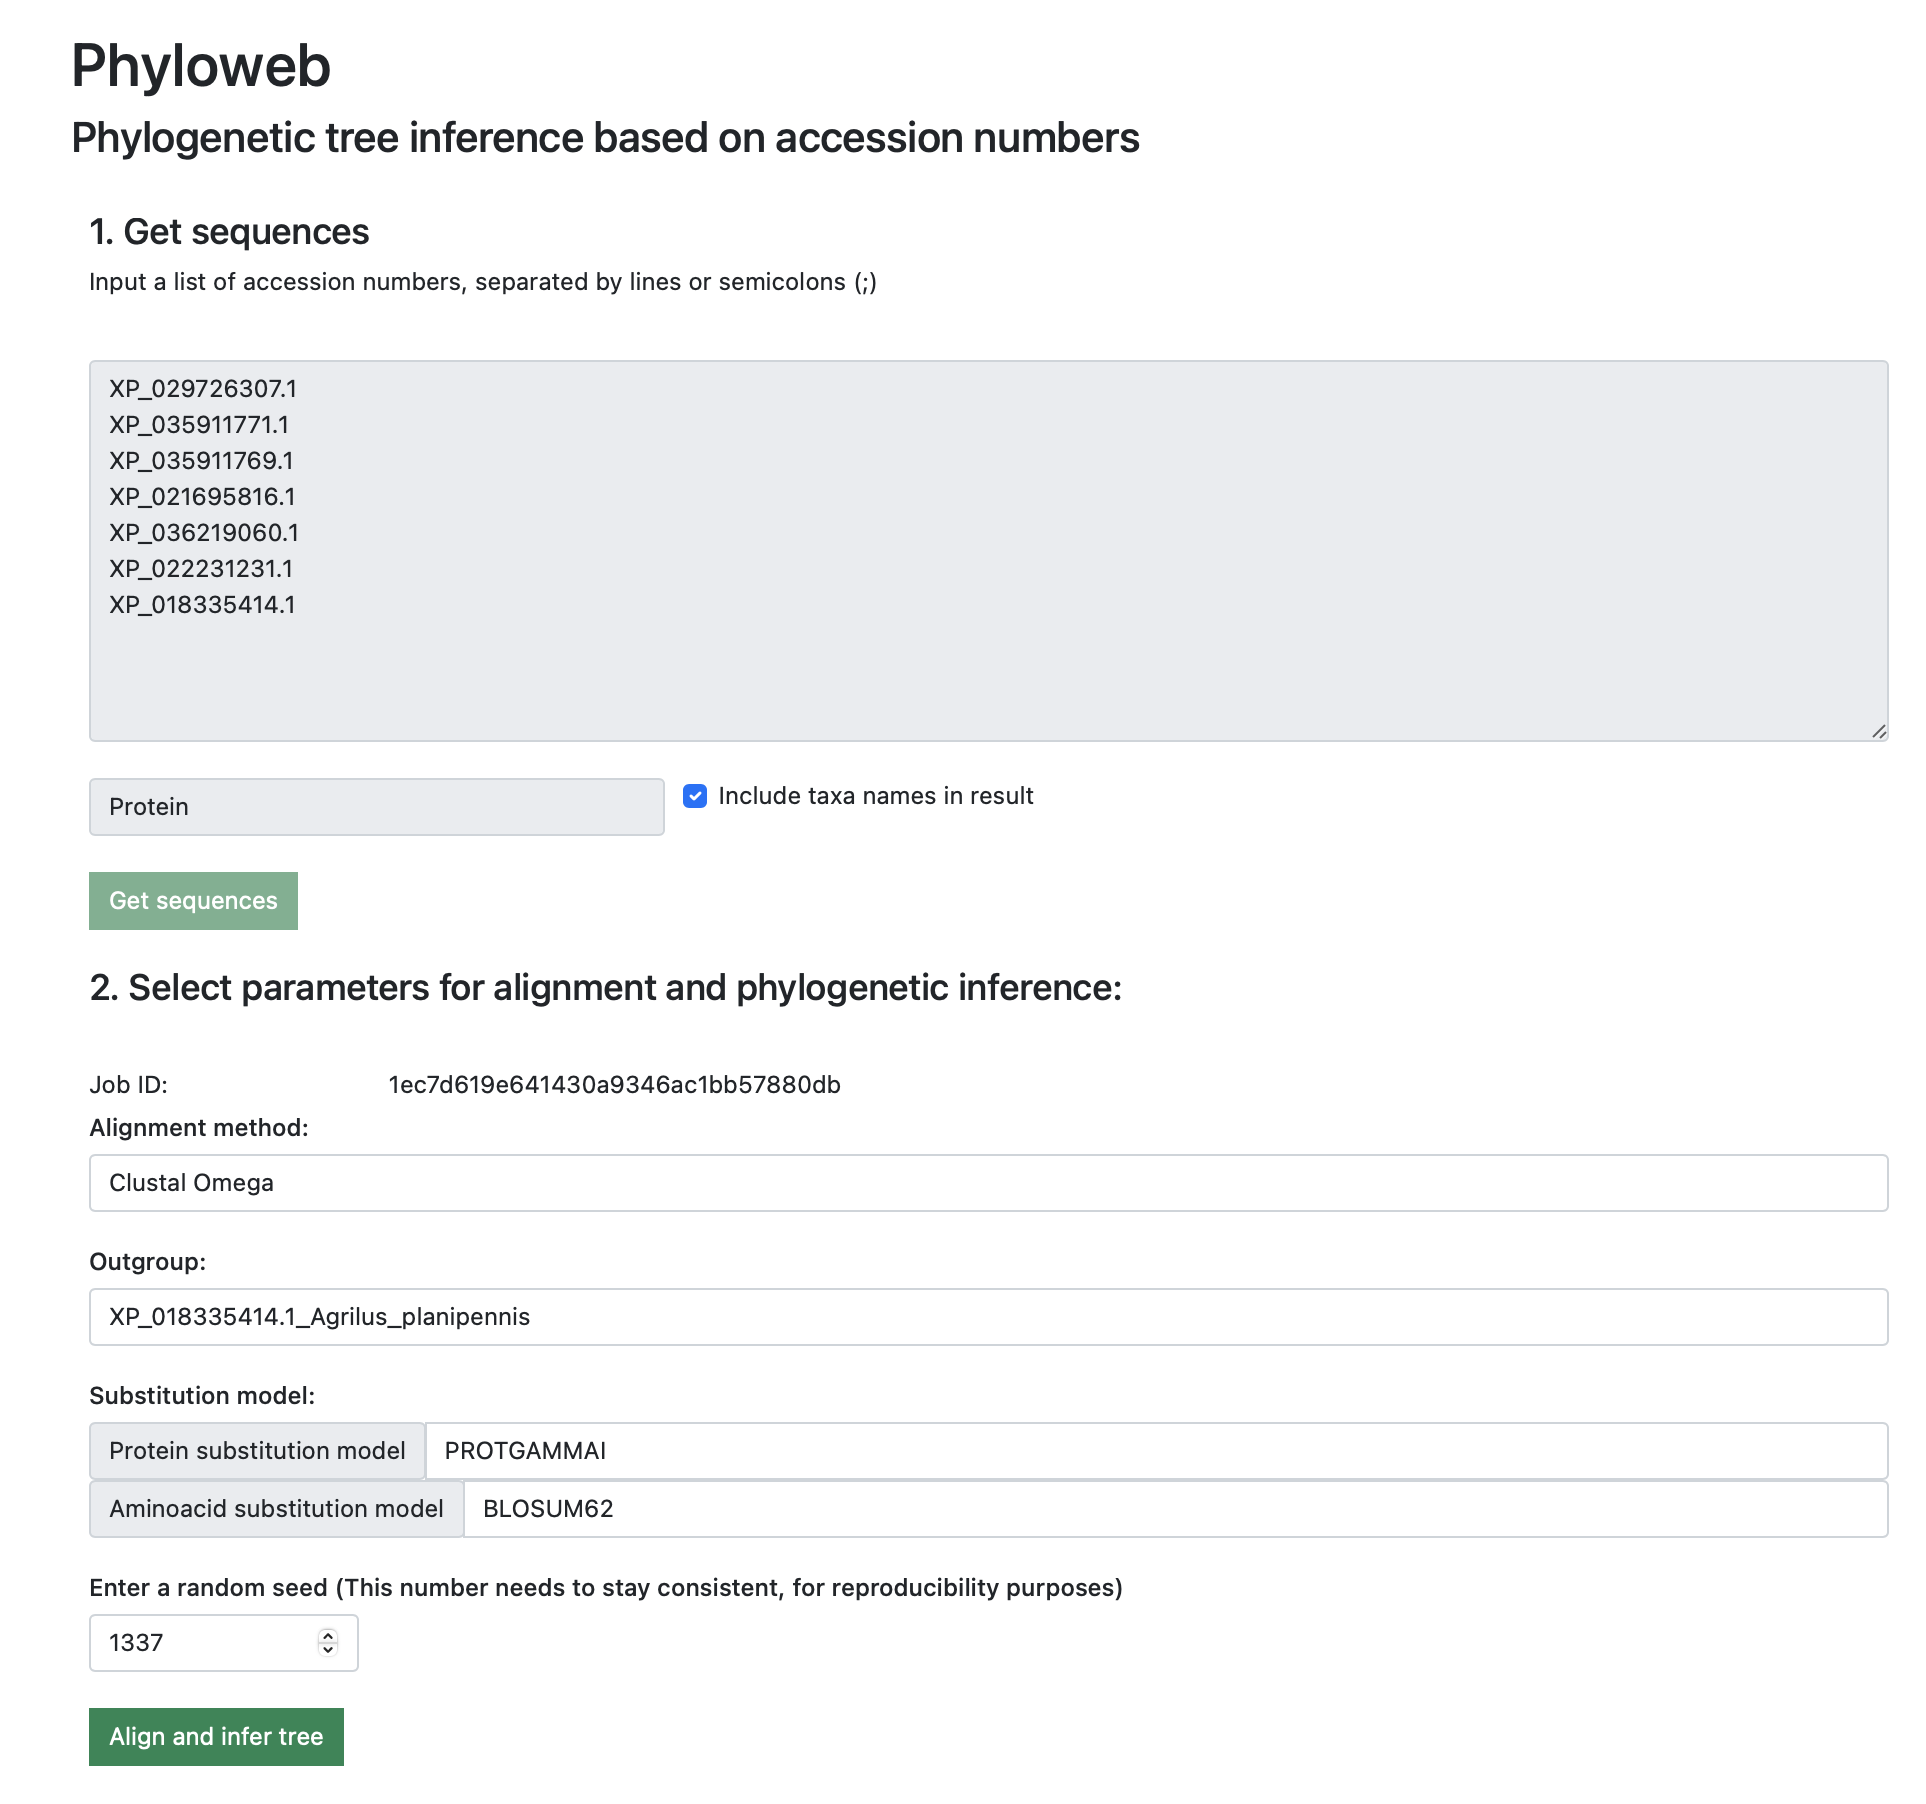 Phyloweb
Phylogenetic tree inference based on accession numbers
1. Get sequences
Input a list of accession numbers, separated by lines or semicolons (;)
XP_029726307.1
XP_035911771.1
XP_035911769.1
XP_021695816.1
XP_036219060.1
XP_022231231.1
XP_018335414.1
Protein
Include taxa names in result
Get sequences
2. Select parameters for alignment and phylogenetic inference:
Job ID: 1ec7d619e641430a9346ac1bb57880db
Alignment method:
Clustal Omega
Outgroup:
XP_018335414.1_Agrilus_planipennis
Substitution model:
Protein substitution model PROTGAMMAI
Aminoacid substitution model BLOSUM62
Enter a random seed (This number needs to stay consistent, for reproducibility purposes)
1337
Align and infer tree